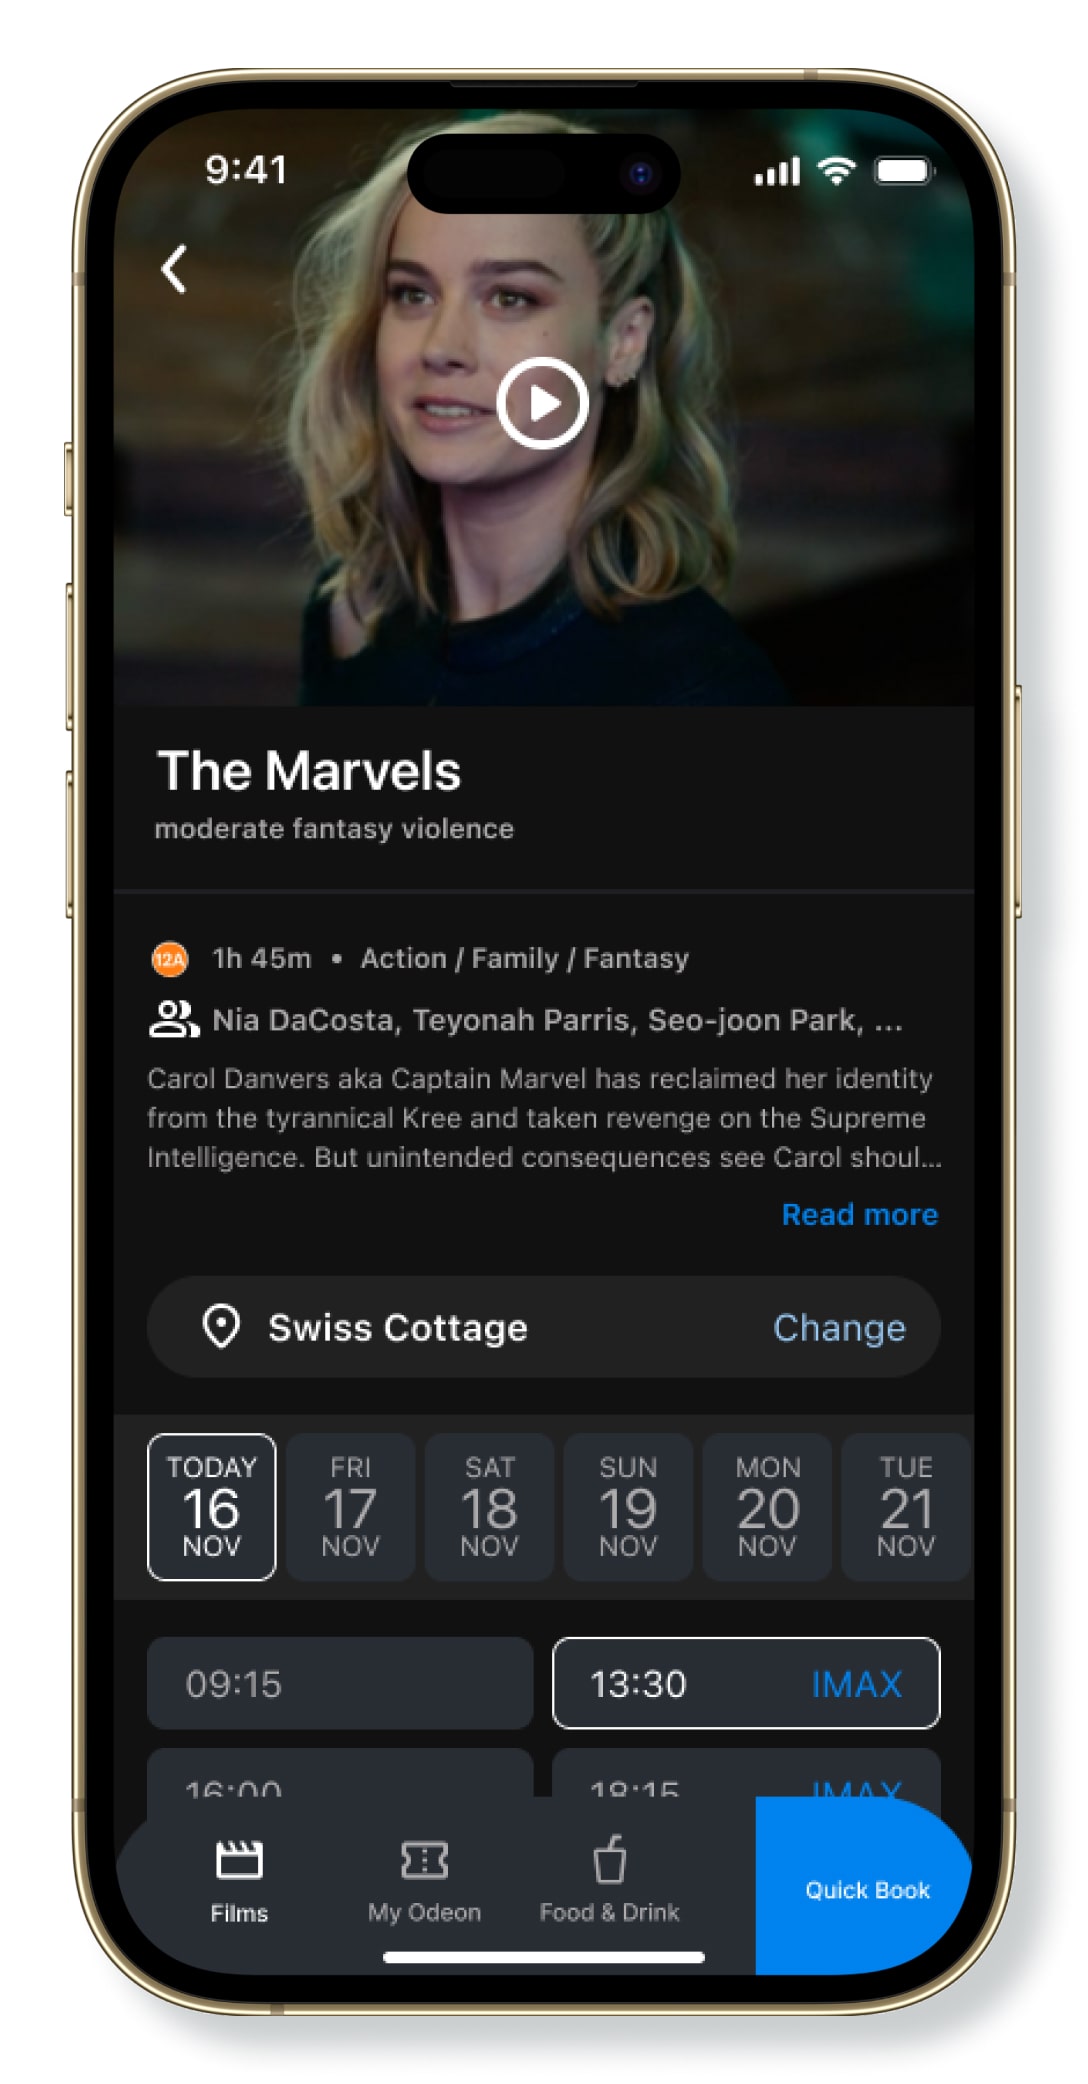 9:41
The Marvels
moderate fantasy violence
12A 1h 45m • Action / Family / Fantasy
Nia DaCosta, Teyonah Parris, Seo-joon Park, ...
Carol Danvers aka Captain Marvel has reclaimed her identity
from the tyrannical Kree and taken revenge on the Supreme
Intelligence. But unintended consequences see Carol shoul...
Read more
Swiss Cottage Change
TODAY FRI SAT SUN MON TUE
16 17 18 19 20 21
NOV NOV NOV NOV NOV NOV
09:15 13:30 IMAX
16:00 18:15 IMAX
Films My Odeon Food & Drink Quick Book